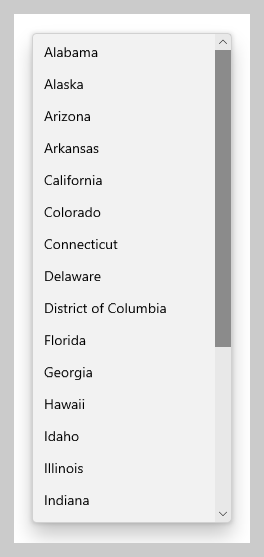 Alabama
Alaska
Arizona
Arkansas
California
Colorado
Connecticut
Delaware
District of Columbia
Florida
Georgia
Hawaii
Idaho
Illinois
Indiana